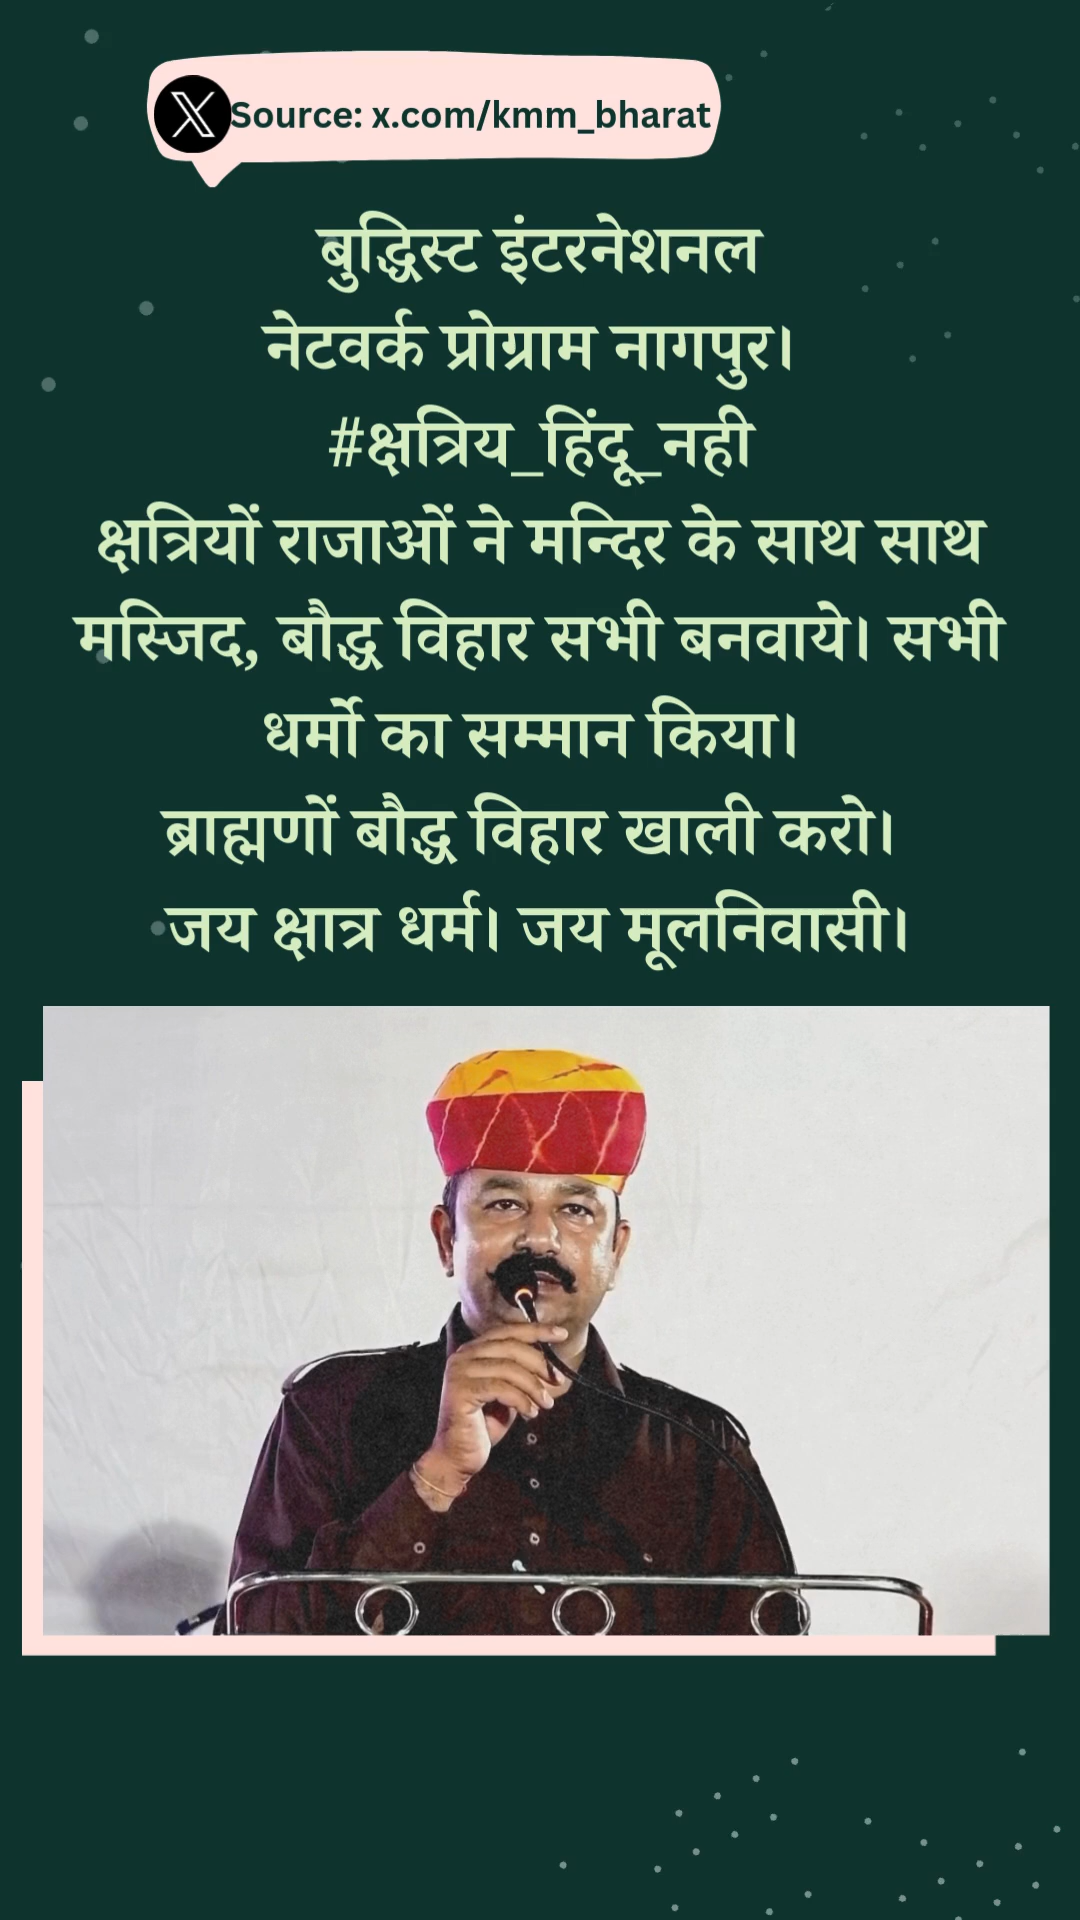 Source: x.com/kmm_bharat
बुद्धिस्ट इंटरनेशनल
नेटवर्क प्रोग्राम नागपुर।
#क्षत्रिय_हिंदू_नही
क्षत्रियों राजाओं ने मन्दिर के साथ साथ
मस्जिद, बौद्ध विहार सभी बनवाये। सभी
धर्मो का सम्मान किया।
ब्राह्मणों बौद्ध विहार खाली करो।
जय क्षात्र धर्म। जय मूलनिवासी।